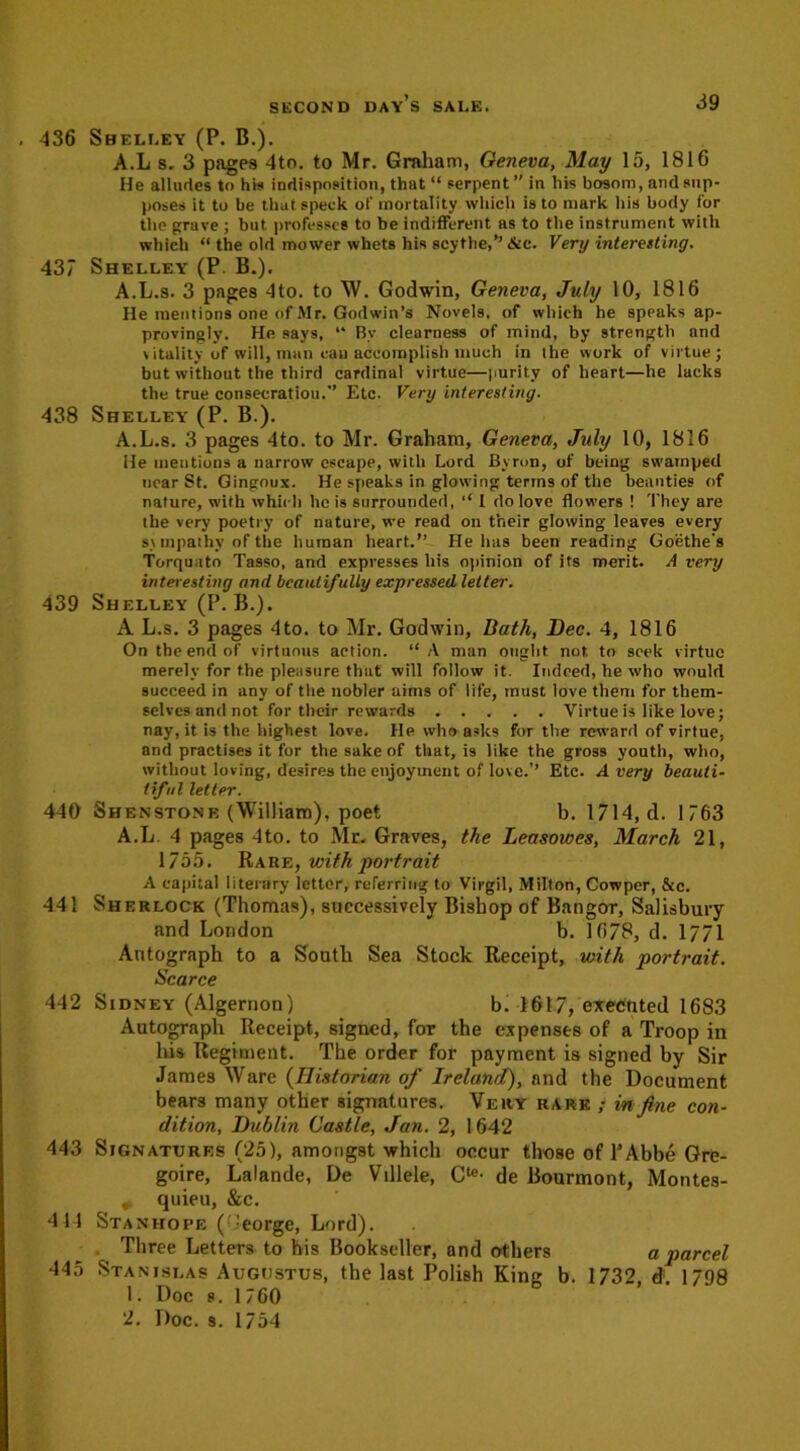 SECOND DAY'S SALE. 39
436 SHELLEY (P. B.).
A.L s. 3 pages 4to. to Mr. Graham, Geneva, May 15, 1816
He alludes to his indisposition, that “ serpent ” in his bosom, and sup-
poses it to be that speck of mortality which is to mark his body for
the grave ; but professes to be indifferent as to the instrument with
which “ the old mower whets his scythe,” &c. Very interesting.
437 SHELLEY (P. B.).
A.L.s. 3 pages 4to. to W. Godwin, Geneva, July 10, 1816
He mentions one of Mr. Godwin's Novels, of which he speaks ap-
provingly. He says, “ By clearness of mind, by strength and
vitality of will, man can accomplish much in the work of virtue ;
but without the third cardinal virtue—purity of heart—he lacks
the true consecration.” Etc. Very interesting.
438 SHELLEY (P. B.).
A.L.s. 3 pages 4to. to Mr. Graham, Geneva, July 10, 1816
He mentions a narrow escape, with Lord Byron, of being swamped
near St. Gingoux. He speaks in glowing terms of the beauties of
nature, with which he is surrounded, “ I do love flowers ! They are
the very poetry of nature, we read on their glowing leaves every
sympathy of the human heart.” He has been reading Goëthe's
Torquato Tasso, and expresses his opinion of its merit. A very
interesting and beautifully expressed letter.
439 SHELLEY (P. B.).
A L.s. 3 pages 4to. to Mr. Godwin, Bath, Dec. 4, 1816
On the end of virtuous action. “ A man ought not to seek virtue
merely for the pleasure that will follow it. Indeed, he who would
succeed in any of the nobler aims of life, must love them for them-
selves and not for their rewards . . . . . Virtue is like love;
nay, it is the highest love. He who asks for the reward of virtue,
and practises it for the sake of that, is like the gross youth, who,
without loving, desires the enjoyment of love.” Etc. A very beauti-
tiful letter.
440 SHENSTONE (William), poet b. 1714, d. 1763
A.L. 4 pages 4to. to Mr. Graves, the Leasowes, March 21,
1755. RARE, with portrait
A capital literary letter, referring to Virgil, Milton, Cowper, &c.
441 SHERLOCK (Thomas), successively Bishop of Bangor, Salisbury
and London b. 1678, d. 1771
Autograph to a South Sea Stock Receipt, with portrait.
Scarce
442 SIDNEY (Algernon) b. 1617, executed 1683
Autograph Receipt, signed, for the expenses of a Troop in
his Regiment. The order for payment is signed by Sir
James Ware (Historian of Ireland), and the Document
bears many other signatures. VERY RARE ; in fine con-
dition, Dublin Castle, Jan. 2, 1642
443 SIGNATURES (25), amongst which occur those of l'Abbé Gre-
goire, Lalande, De Villele, Cte. de Bourmont, Montes-
quieu, &c.
444 STANHOPE (George, Lord).
Three Letters to his Bookseller, and others a parcel
445 STANISLAS AUGUSTUS, the last Polish King b. 1732, d. 1798
1. Doc s. 1760
2. Doc. s. 1754